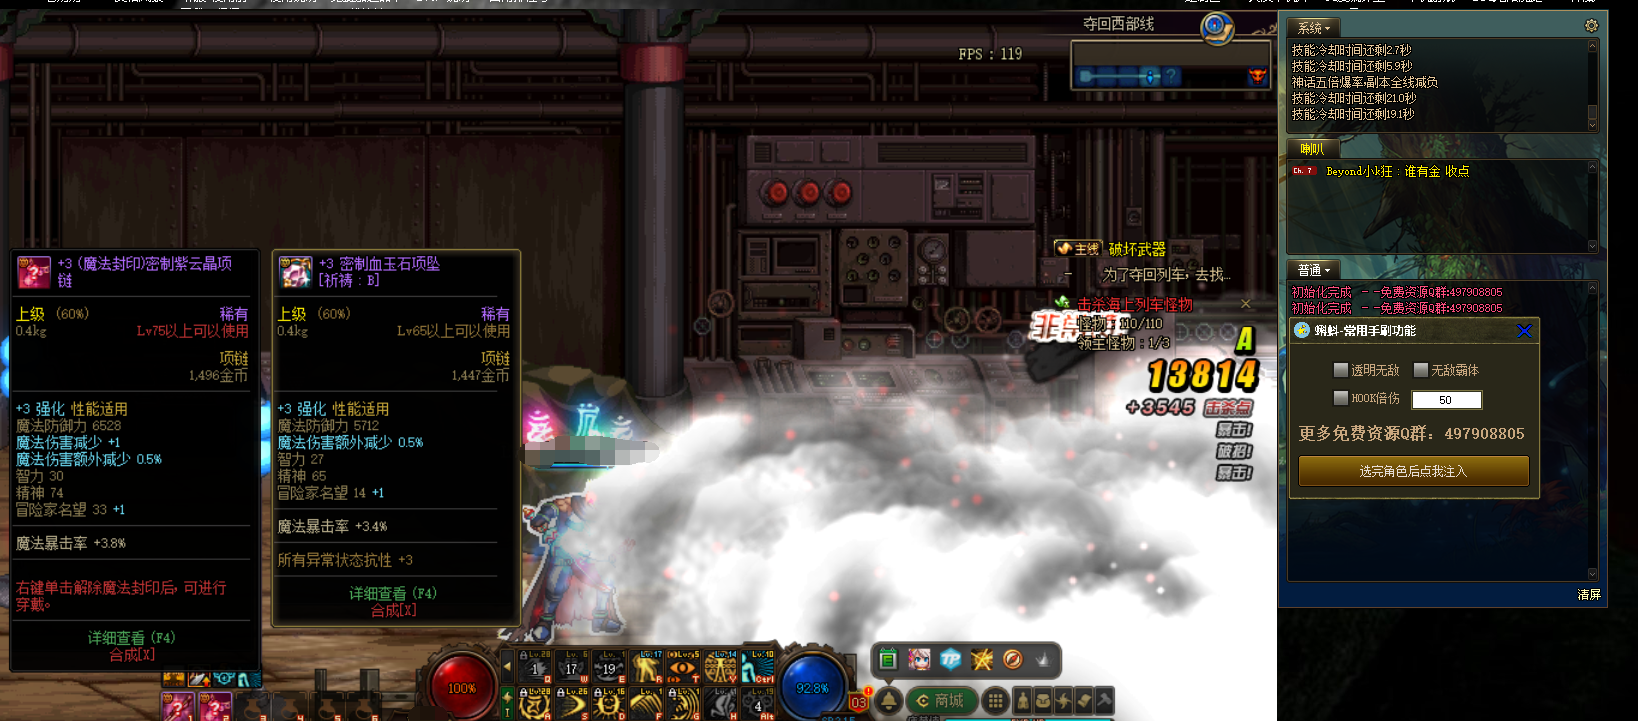 夺回西部线
FPS : 119
+3 (魔法封印)密制紫云晶项
链
上级 (60%) 稀有
0.4kg Lv75以上可以使用
项链
1,496金币
+3 强化 性能适用
魔法防御力 6528
魔法伤害减少 +1
魔法伤害额外减少 0.5%
智力 30
精神 74
冒险家名望 33 +1
魔法暴击率 +3.8%
右键单击解除魔法封印后, 可进行
穿戴。
详细查看 (F4)
合成[X]
+3 密制血玉石项坠
[祈祷 : B]
上级 (60%) 稀有
0.4kg Lv65以上可以使用
项链
1,447金币
+3 强化 性能适用
魔法防御力 5712
魔法伤害额外减少 0.5%
智力 27
精神 65
冒险家名望 14 +1
魔法暴击率 +3.4%
所有异常状态抗性 +3
详细查看 (F4)
合成[X]
主线 破坏武器
为了夺回列车, 去找...
击杀海上列车怪物
怪物 : 110/110
领主怪物 : 1/3
A
13814
+3545 击杀点
暴击!
破招!
暴击!
100%
92.8%
商城
系统
技能冷却时间还剩2.7秒
技能冷却时间还剩5.9秒
神话五倍爆率,副本全线减负
技能冷却时间还剩21.0秒
技能冷却时间还剩19.1秒
喇叭
Ch. 7 Beyond小k狂 : 谁有金 收点
普通
初始化完成 - -免费资源Q群:497908805
初始化完成 - -免费资源Q群:497908805
蝌蚪-常用手刷功能
透明无敌 无敌霸体
HOOK倍伤 50
更多免费资源Q群: 497908805
选完角色后点我注入
清屏